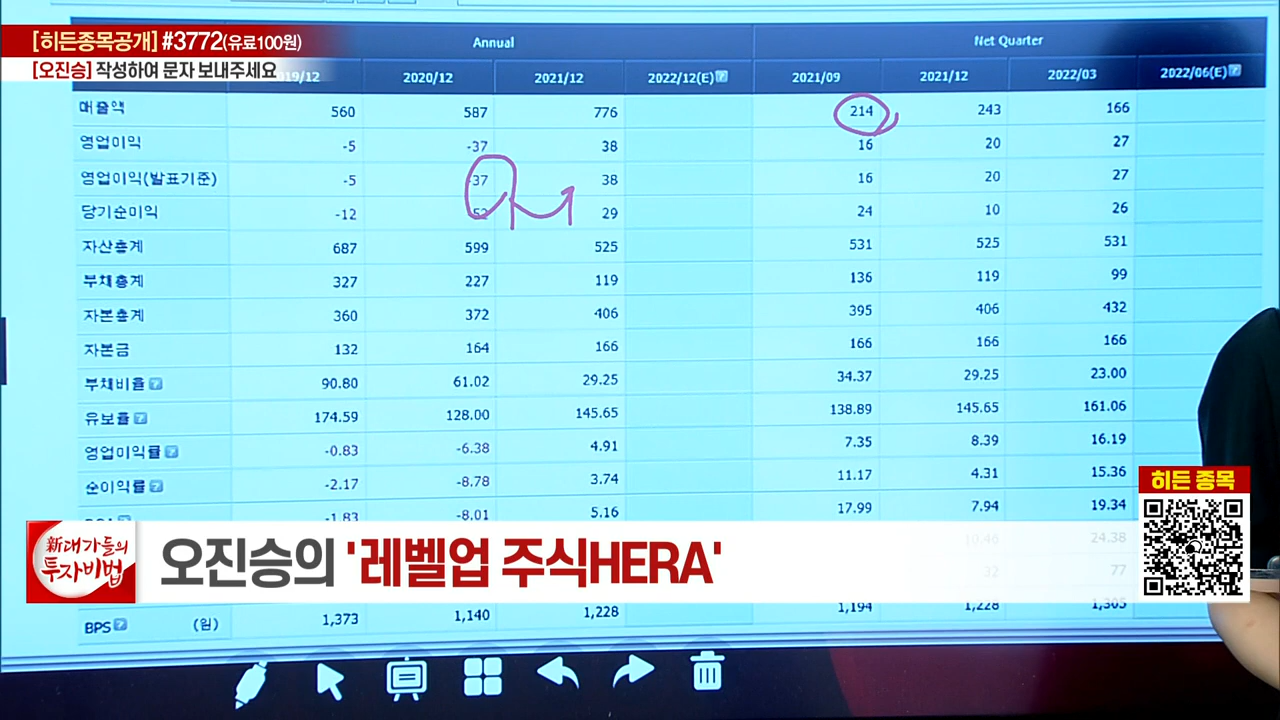 [히든종목공개] #3772(유료100원)
[오진승] 작성하여 문자 보내주세요
Annual Net Quarter
19/12 2020/12 2021/12 2022/12(E) 2021/09 2021/12 2022/03 2022/06(E)
매출액 560 587 776 214 243 166
영업이익 -5 -37 38 16 20 27
영업이익(발표기준) -5 -37 38 16 20 27
당기순이익 -12 29 24 10 26
자산총계 687 599 525 531 525 531
부채총계 327 227 119 136 119 99
자본총계 360 372 406 395 406 432
자본금 132 164 166 166 166 166
부채비율 90.80 61.02 29.25 34.37 29.25 23.00
유보율 174.59 128.00 145.65 138.89 145.65 161.06
영업이익률 -0.83 -6.38 4.91 7.35 8.39 16.19
순이익률 -2.17 -8.78 3.74 11.17 4.31 15.36
-1.83 -8.01 5.16 17.99 7.94 19.34
10.46 24.38
32 77
BPS (원) 1,373 1,140 1,228 1,194 1,228 1,305
히든 종목
新대가들의
투자비법
오진승의 '레벨업 주식HERA'